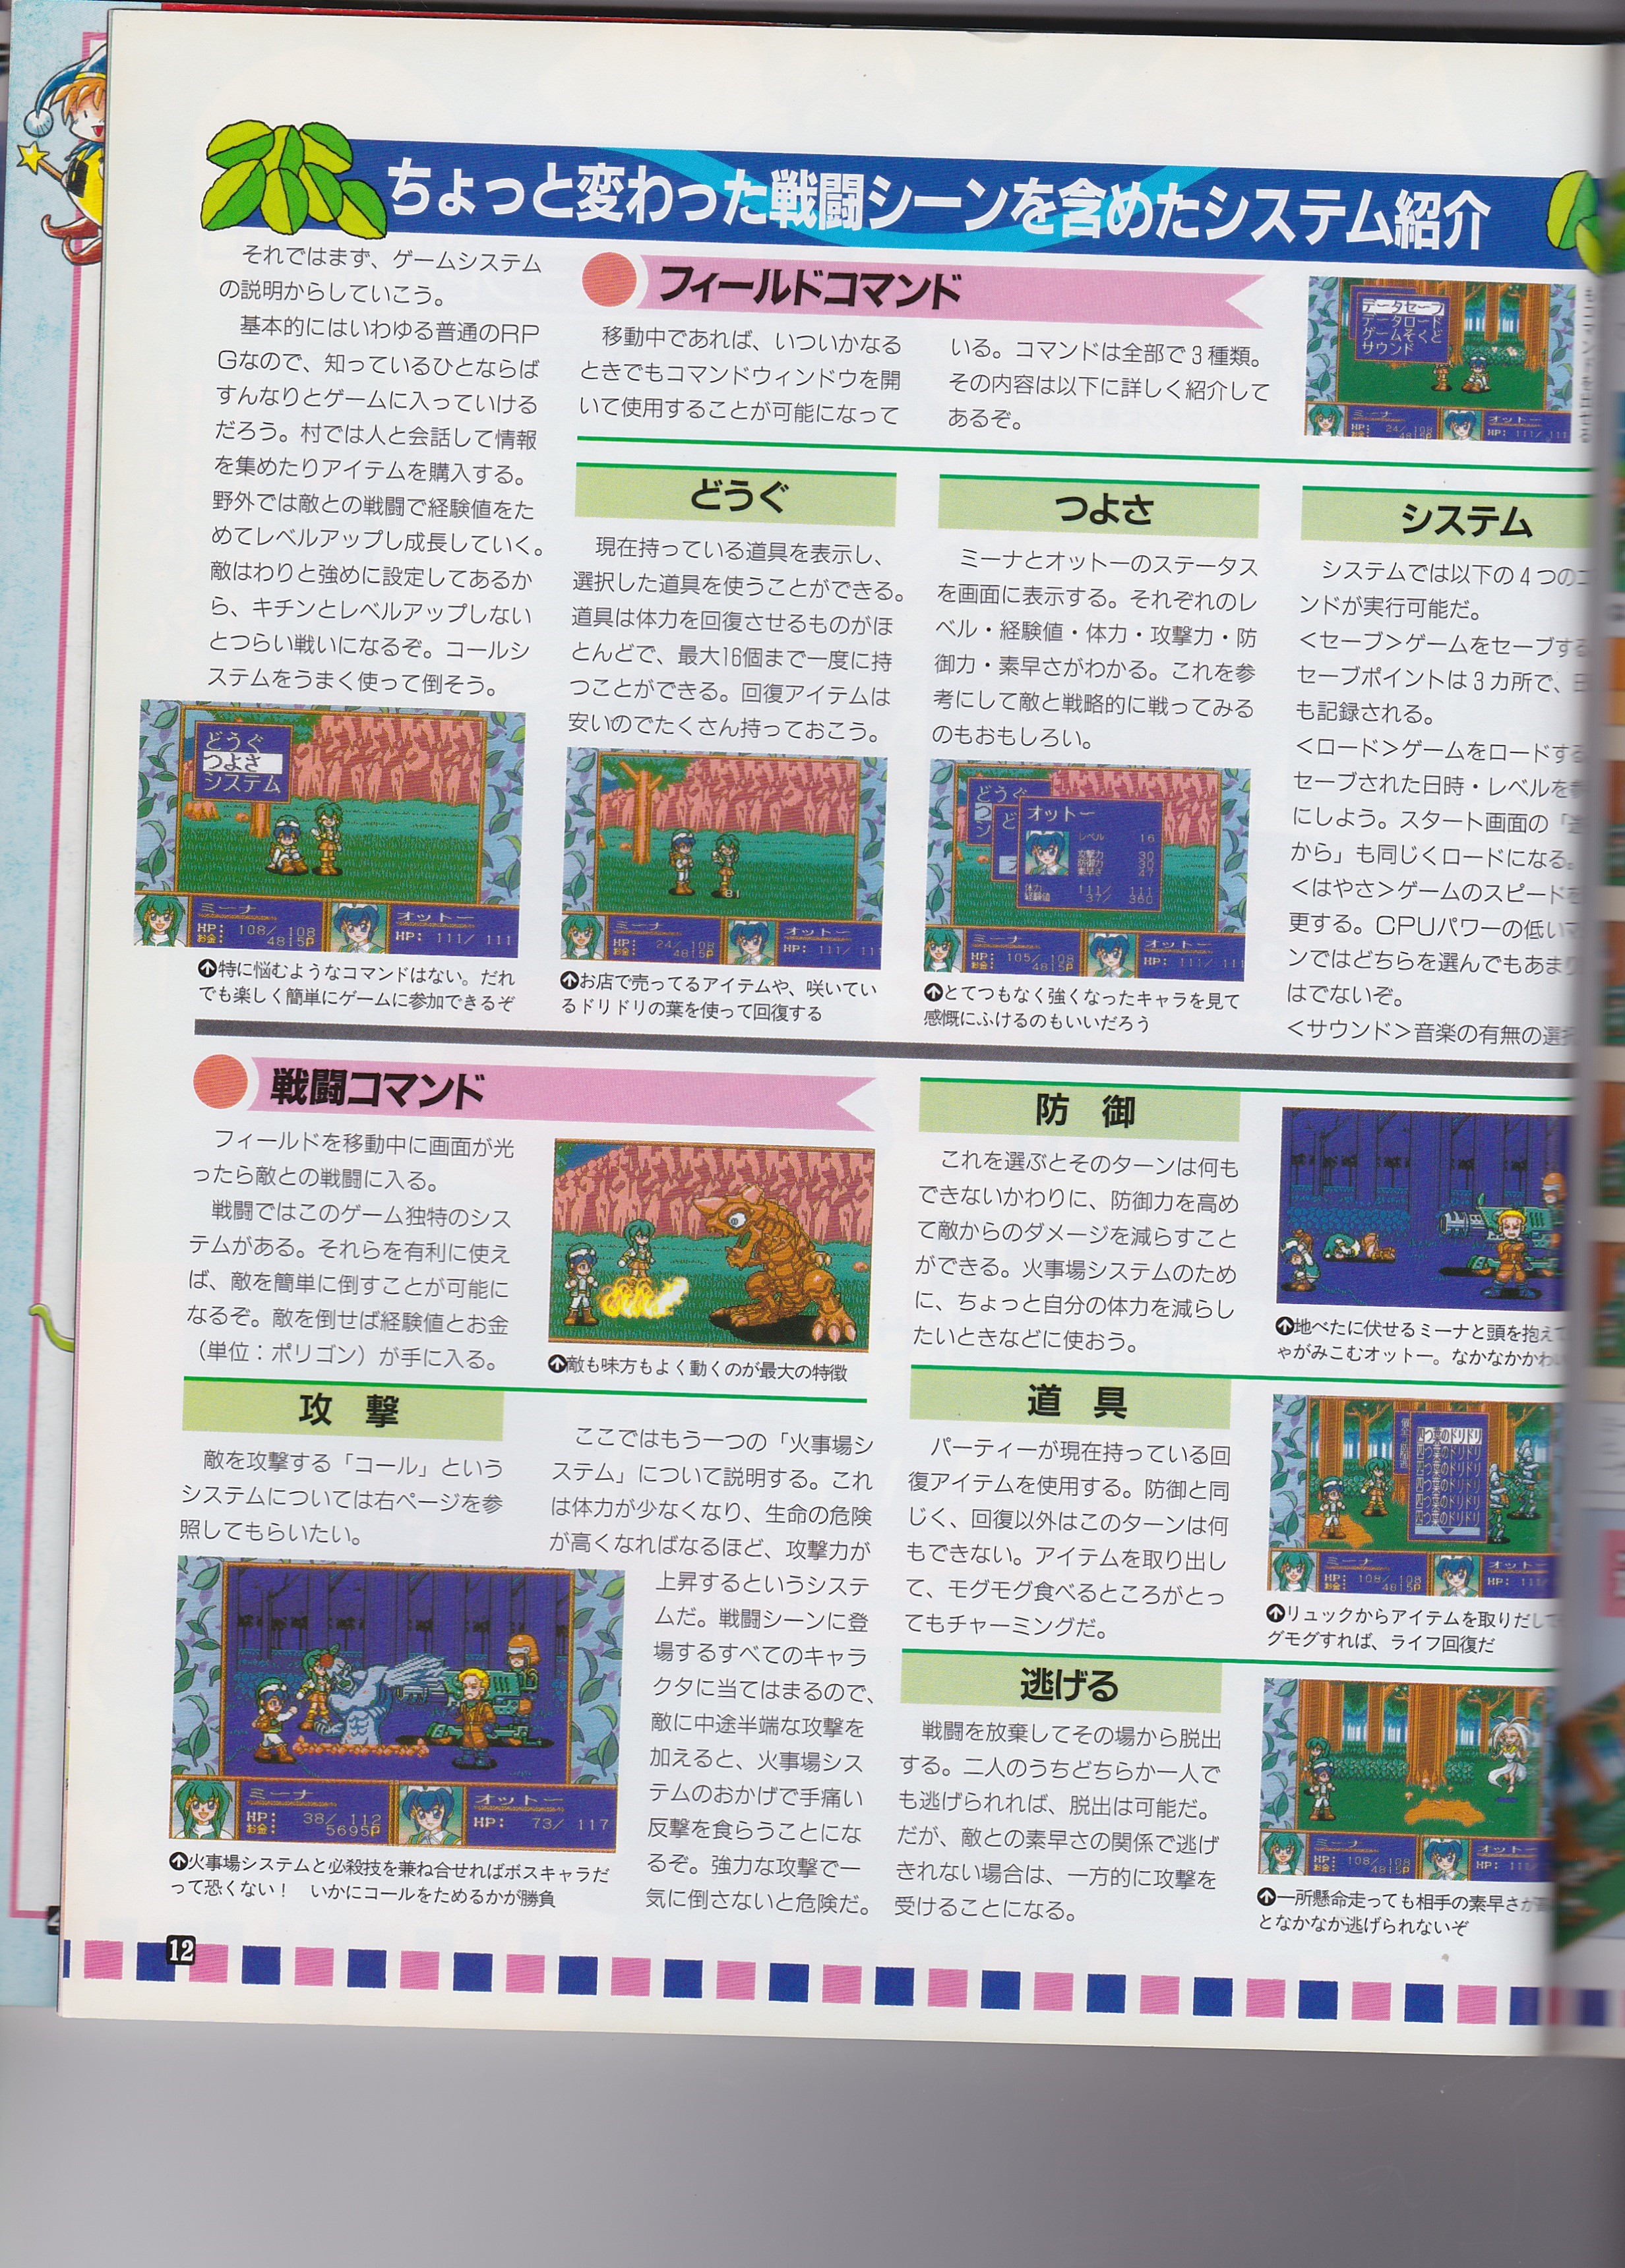 ちょっと変わった戦闘シーンを含めたシステム紹介
それではまず、ゲームシステム
の説明からしていこう。
基本的にはいわゆる普通のRP
Gなので、知っているひとならば
すんなりとゲームに入っていける
だろう。村では人と会話して情報
を集めたりアイテムを購入する。
野外では敵との戦闘で経験値をた
めてレベルアップし成長していく。
敵はわりと強めに設定してあるか
ら、キチンとレベルアップしない
とつらい戦いになるぞ。コールシ
ステムをうまく使って倒そう。
どうぐ
つよさ
システム
ミーナ
HP: 108/ 108
お金: 4815P
オットー
HP: 111/ 111
特に悩むようなコマンドはない。だれ
でも楽しく簡単にゲームに参加できるぞ
フィールドコマンド
移動中であれば、いついかなる
ときでもコマンドウィンドウを開
いて使用することが可能になって
いる。コマンドは全部で3種類。
その内容は以下に詳しく紹介して
あるぞ。
データセーブ
データロード
ゲームそくど
サウンド
ミーナ
HP: 24/ 108
お金: 4815P
オットー
HP: 111/ 111
どうぐ
現在持っている道具を表示し、
選択した道具を使うことができる。
道具は体力を回復させるものがほ
とんどで、最大16個まで一度に持
つことができる。回復アイテムは
安いのでたくさん持っておこう。
81
ミーナ
HP: 24/ 108
お金: 4815P
オットー
HP: 111/ 11
お店で売ってるアイテムや、咲いてい
るドリドリの葉を使って回復する
つよさ
ミーナとオットーのステータス
を画面に表示する。それぞれのレ
ベル・経験値・体力・攻撃力・防
御力・素早さがわかる。これを参
考にして敵と戦略的に戦ってみる
のもおもしろい。
どうぐ
オットー
レベル 16
攻撃力 30
防御力 30
素早さ 47
体力 111/ 111
経験値 37/ 360
ミーナ
HP: 105/ 108
お金: 4815P
オットー
HP: 111/ 11
とてつもなく強くなったキャラを見て
感慨にふけるのもいいだろう
システム
システムでは以下の4つのコ
ンドが実行可能だ。
<セーブ>ゲームをセーブする
セーブポイントは3カ所で、日
も記録される。
<ロード>ゲームをロードする
セーブされた日時・レベルを参
にしよう。スタート画面の「
から」も同じくロードになる。
<はやさ>ゲームのスピードを
更する。CPUパワーの低いマ
ンではどちらを選んでもあまり
はでないぞ。
<サウンド>音楽の有無の選択
戦闘コマンド
フィールドを移動中に画面が光
ったら敵との戦闘に入る。
戦闘ではこのゲーム独特のシス
テムがある。それらを有利に使え
ば、敵を簡単に倒すことが可能に
なるぞ。敵を倒せば経験値とお金
（単位：ポリゴン）が手に入る。
敵も味方もよく動くのが最大の特徴
攻 撃
敵を攻撃する「コール」という
システムについては右ページを参
照してもらいたい。
ミーナ
HP: 38/ 112
お金: 5695P
オットー
HP: 73/ 117
火事場システムと必殺技を兼ね合せればボスキャラだ
って恐くない！　いかにコールをためるかが勝負
ここではもう一つの「火事場シ
ステム」について説明する。これ
は体力が少なくなり、生命の危険
が高くなればなるほど、攻撃力が
上昇するというシステ
ムだ。戦闘シーンに登
場するすべてのキャラ
クタに当てはまるので、
敵に中途半端な攻撃を
加えると、火事場シス
テムのおかげで手痛い
反撃を食らうことにな
るぞ。強力な攻撃で一
気に倒さないと危険だ。
防 御
これを選ぶとそのターンは何も
できないかわりに、防御力を高め
て敵からのダメージを減らすこと
ができる。火事場システムのため
に、ちょっと自分の体力を減らし
たいときなどに使おう。
地べたに伏せるミーナと頭を抱えて
ゃがみこむオットー。なかなかかわい
道 具
パーティーが現在持っている回
復アイテムを使用する。防御と同
じく、回復以外はこのターンは何
もできない。アイテムを取り出し
て、モグモグ食べるところがとっ
てもチャーミングだ。
四つ葉のドリドリ
四つ葉のドリドリ
四つ葉のドリドリ
四つ葉のドリドリ
四つ葉のドリドリ
四つ葉のドリドリ
ミーナ
HP: 108/ 108
お金: 4815P
オットー
HP: 111/
リュックからアイテムを取りだして
グモグすれば、ライフ回復だ
逃げる
戦闘を放棄してその場から脱出
する。二人のうちどちらか一人で
も逃げられれば、脱出は可能だ。
だが、敵との素早さの関係で逃げ
きれない場合は、一方的に攻撃を
受けることになる。
ミーナ
HP: 108/ 108
お金: 4815P
オットー
HP: 111/
一所懸命走っても相手の素早さが
となかなか逃げられないぞ
12